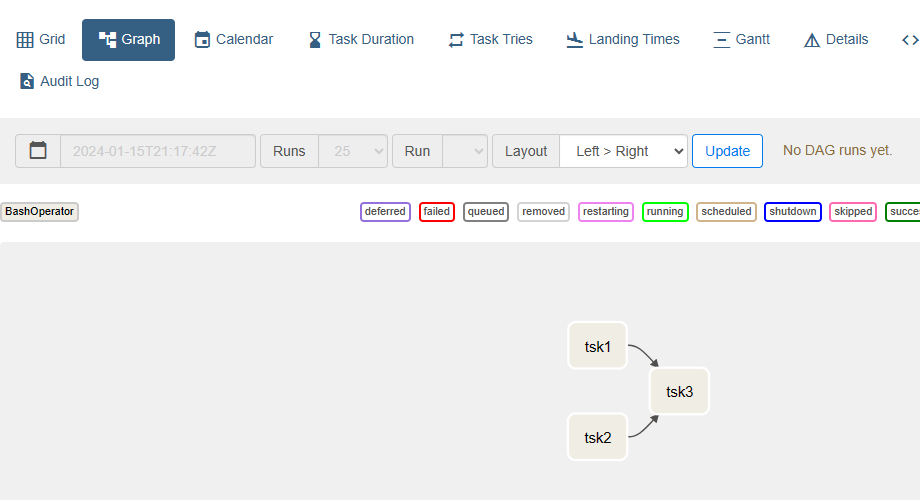 Grid Graph Calendar Task Duration Task Tries Landing Times Gantt Details <>
Audit Log
2024-01-15T21:17:42Z Runs 25 Run Layout Left > Right Update No DAG runs yet.
BashOperator deferred failed queued removed restarting running scheduled shutdown skipped succe
tsk1
tsk3
tsk2